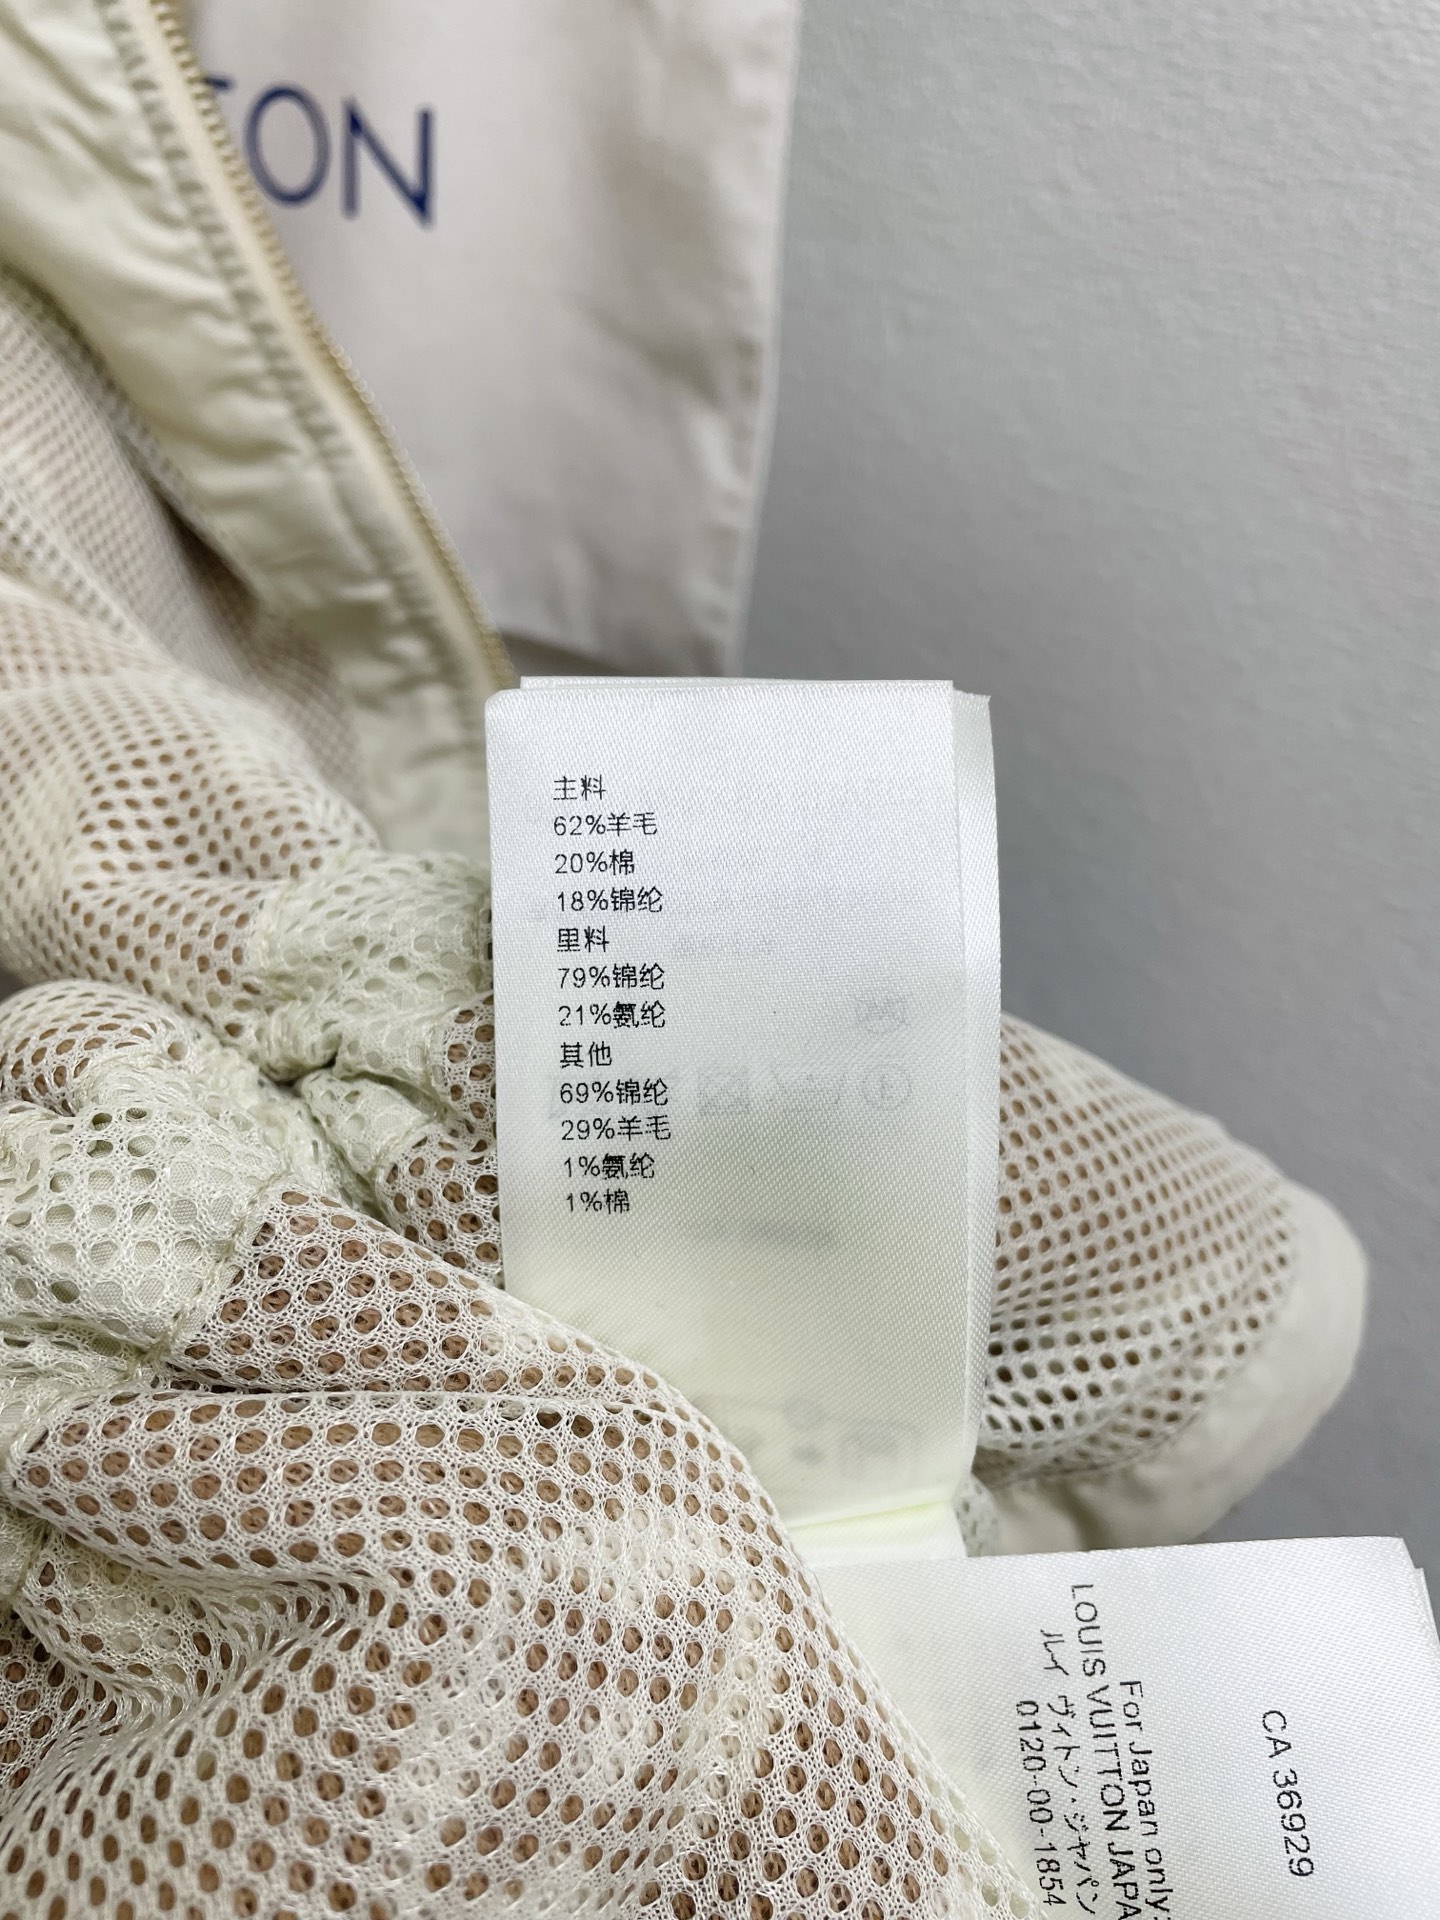 TON
主料
62%羊毛
20%棉
18%锦纶
里料
79%锦纶
21%氨纶
其他
69%锦纶
29%羊毛
1%氨纶
1%棉
CA 36929
For Japan only:
LOUIS VUITTON JAPA
ルイ ヴィトン・ジャパン
0120-00-1854